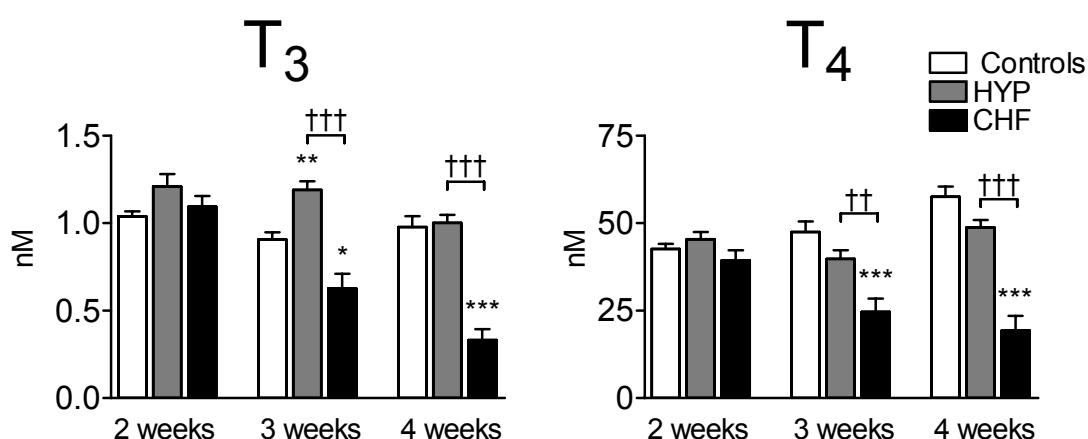 T3
T4
Controls
HYP
CHF
nM
1.5
1.0
0.5
0.0
†††
**
*
†††
***
2 weeks 3 weeks 4 weeks
nM
75
50
25
0
††
***
†††
***
2 weeks 3 weeks 4 weeks